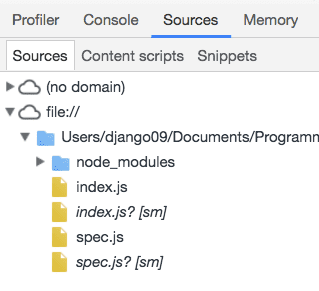 Profiler Console Sources Memory
Sources Content scripts Snippets
(no domain)
file://
Users/django09/Documents/Programm
node_modules
index.js
index.js? [sm]
spec.js
spec.js? [sm]